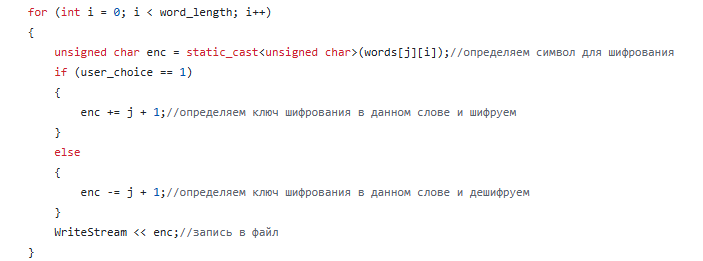 for (int i = 0; i < word_length; i++)
{
    unsigned char enc = static_cast<unsigned char>(words[j][i]);//определяем символ для шифрования
    if (user_choice == 1)
    {
        enc += j + 1;//определяем ключ шифрования в данном слове и шифруем
    }
    else
    {
        enc -= j + 1;//определяем ключ шифрования в данном слове и дешифруем
    }
    WriteStream << enc;//запись в файл
}